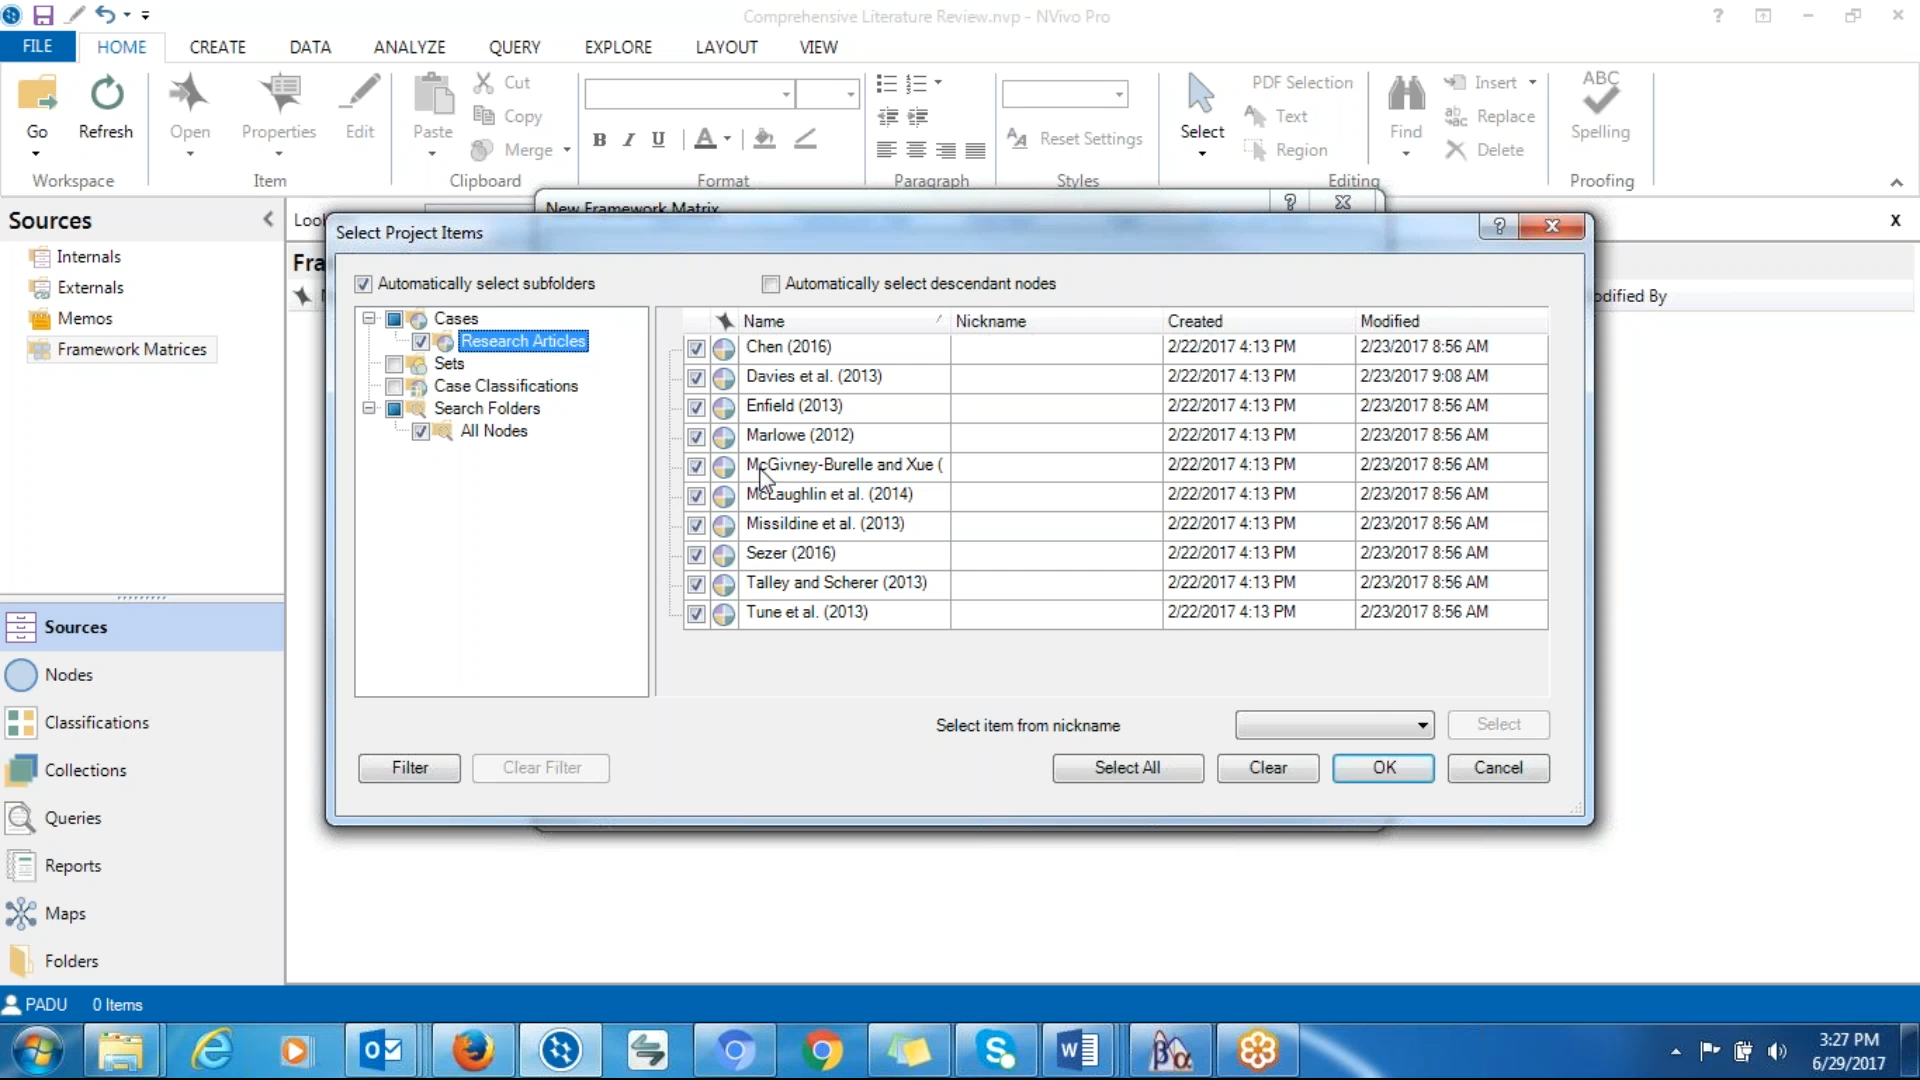 Comprehensive Literature Review.nvp - NVivo Pro
?
FILE HOME CREATE DATA ANALYZE QUERY EXPLORE LAYOUT VIEW
Go Refresh Open Properties Edit Paste Cut Copy Merge
B I U A
Reset Settings
Select PDF Selection Text Region
Find Insert Replace Delete
ABC Spelling
Workspace Item Clipboard Format Paragraph Styles Editing Proofing
Sources
Internals
Externals
Memos
Framework Matrices
Sources
Nodes
Classifications
Collections
Queries
Reports
Maps
Folders
New Framework Matrix
Select Project Items
Automatically select subfolders Automatically select descendant nodes
Cases
Research Articles
Sets
Case Classifications
Search Folders
All Nodes
Name Nickname Created Modified
Chen (2016) 2/22/2017 4:13 PM 2/23/2017 8:56 AM
Davies et al. (2013) 2/22/2017 4:13 PM 2/23/2017 9:08 AM
Enfield (2013) 2/22/2017 4:13 PM 2/23/2017 8:56 AM
Marlowe (2012) 2/22/2017 4:13 PM 2/23/2017 8:56 AM
McGivney-Burelle and Xue ( 2/22/2017 4:13 PM 2/23/2017 8:56 AM
McLaughlin et al. (2014) 2/22/2017 4:13 PM 2/23/2017 8:56 AM
Missildine et al. (2013) 2/22/2017 4:13 PM 2/23/2017 8:56 AM
Sezer (2016) 2/22/2017 4:13 PM 2/23/2017 8:56 AM
Talley and Scherer (2013) 2/22/2017 4:13 PM 2/23/2017 8:56 AM
Tune et al. (2013) 2/22/2017 4:13 PM 2/23/2017 8:56 AM
Select item from nickname Select
Filter Clear Filter Select All Clear OK Cancel
PADU 0 Items
3:27 PM
6/29/2017